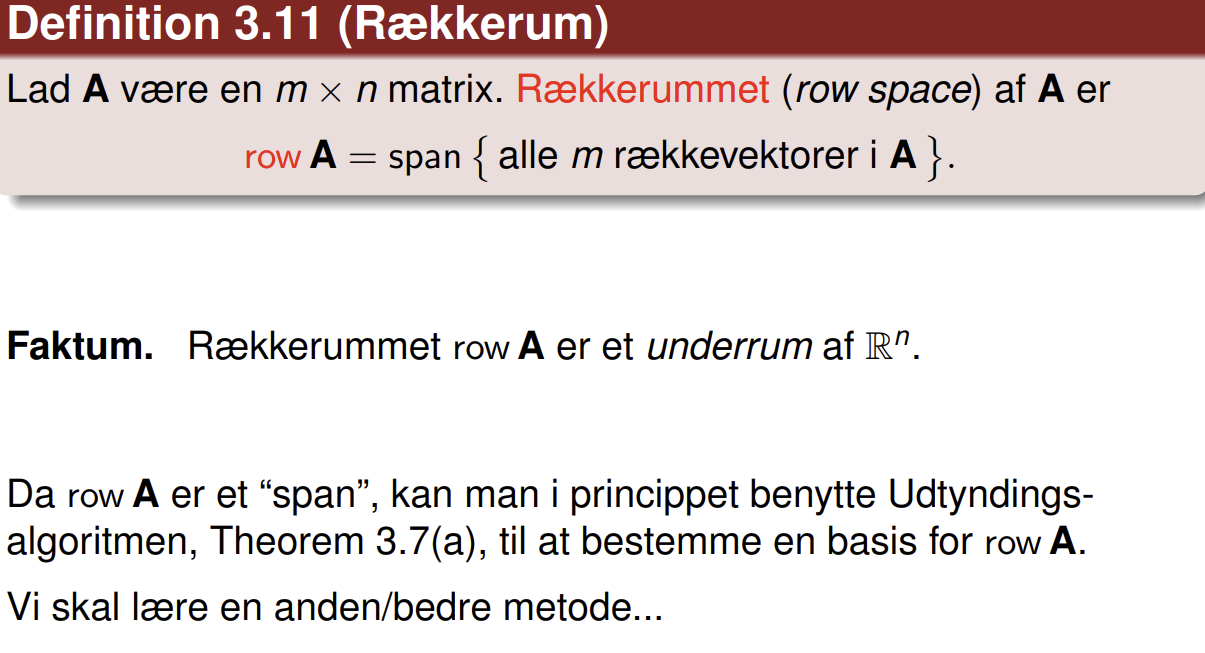 Definition 3.11 (Rækkerum)
Lad A være en m × n matrix. Rækkerummet (row space) af A er
row A = span { alle m rækkevektorer i A }.
Faktum. Rækkerummet row A er et underrum af ℝⁿ.
Da row A er et “span”, kan man i princippet benytte Udtyndings-
algoritmen, Theorem 3.7(a), til at bestemme en basis for row A.
Vi skal lære en anden/bedre metode...